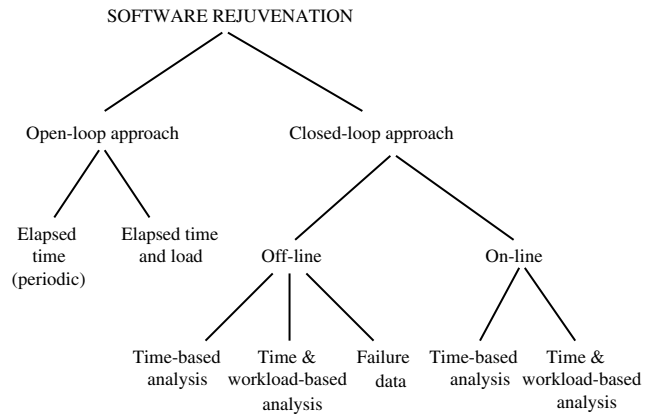 SOFTWARE REJUVENATION
Open-loop approach
Closed-loop approach
Elapsed
time
(periodic)
Elapsed time
and load
Off-line
On-line
Time-based
analysis
Time &
workload-based
analysis
Failure
data
Time-based
analysis
Time &
workload-based
analysis